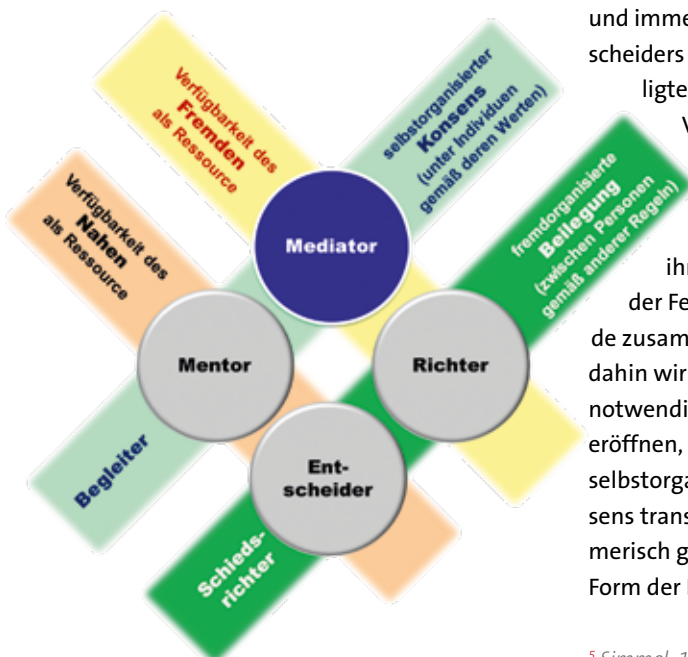 Verfügbarkeit des
Fremden
als Ressource
selbstorganisierter
Konsens
(unter Individuen
gemäß deren Werten)
Verfügbarkeit des
Nahen
als Ressource
fremdorganisierte
Beilegung
(zwischen Personen
gemäß anderer Regeln)
Mediator
Mentor
Richter
Ent-
scheider
Begleiter
Schieds-
richter
und imme
scheiders
ligte
V
ihr
der Fe
de zusam
dahin wir
notwendi
eröffnen,
selbstorga
sens trans
merisch g
Form der